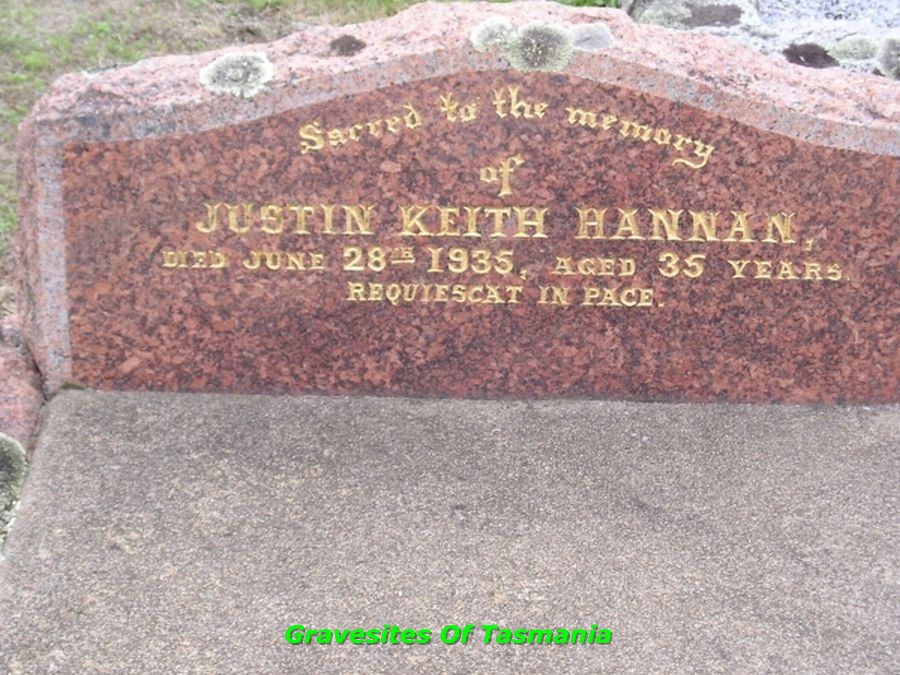 Sacred to the memory
of
JUSTIN KEITH HANNAN,
DIED JUNE 28TH 1935, AGED 35 YEARS.
REQUIESCAT IN PACE.
Gravesites Of Tasmania